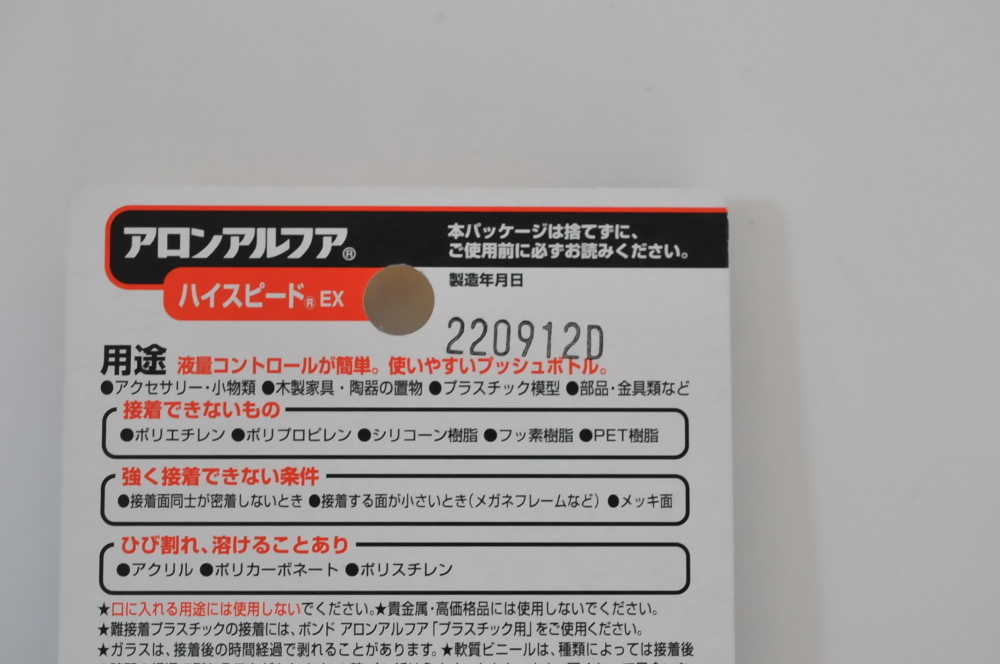 アロンアルフア®
本パッケージは捨てずに、
ご使用前に必ずお読みください。
ハイスピード® EX
製造年月日
220912D
用途 液量コントロールが簡単。使いやすいプッシュボトル。
●アクセサリー・小物類 ●木製家具・陶器の置物 ●プラスチック模型 ●部品・金具類など
接着できないもの
●ポリエチレン ●ポリプロピレン ●シリコーン樹脂 ●フッ素樹脂 ●PET樹脂
強く接着できない条件
●接着面同士が密着しないとき ●接着する面が小さいとき(メガネフレームなど) ●メッキ面
ひび割れ、溶けることあり
●アクリル ●ポリカーボネート ●ポリスチレン
★口に入れる用途には使用しないでください。★貴金属・高価格品には使用しないでください。
★難接着プラスチックの接着には、ボンド アロンアルフア「プラスチック用」をご使用ください。
★ガラスは、接着後の時間経過で剥れることがあります。★軟質ビニールは、種類によっては接着後